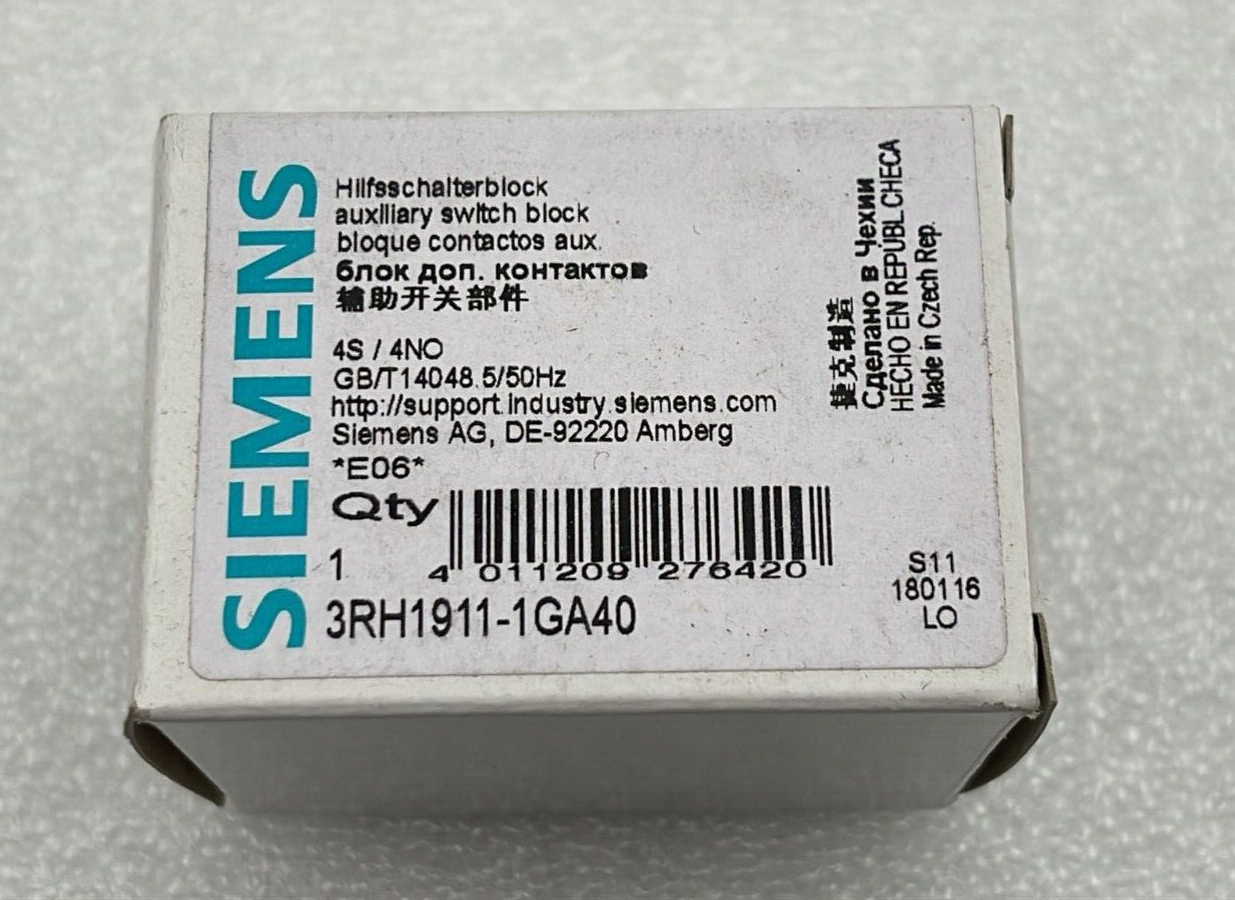 SIEMENS
Hilfsschalterblock
auxiliary switch block
bloque contactos aux.
блок доп. контактов
辅助开关部件
4S / 4NO
GB/T14048.5/50Hz
http://support.industry.siemens.com
Siemens AG, DE-92220 Amberg
*E06*
Qty
1
4 011209 276420
3RH1911-1GA40
捷克制造
Сделано в Чехии
HECHO EN REPÚBL CHECA
Made in Czech Rep.
S11
180116
LO